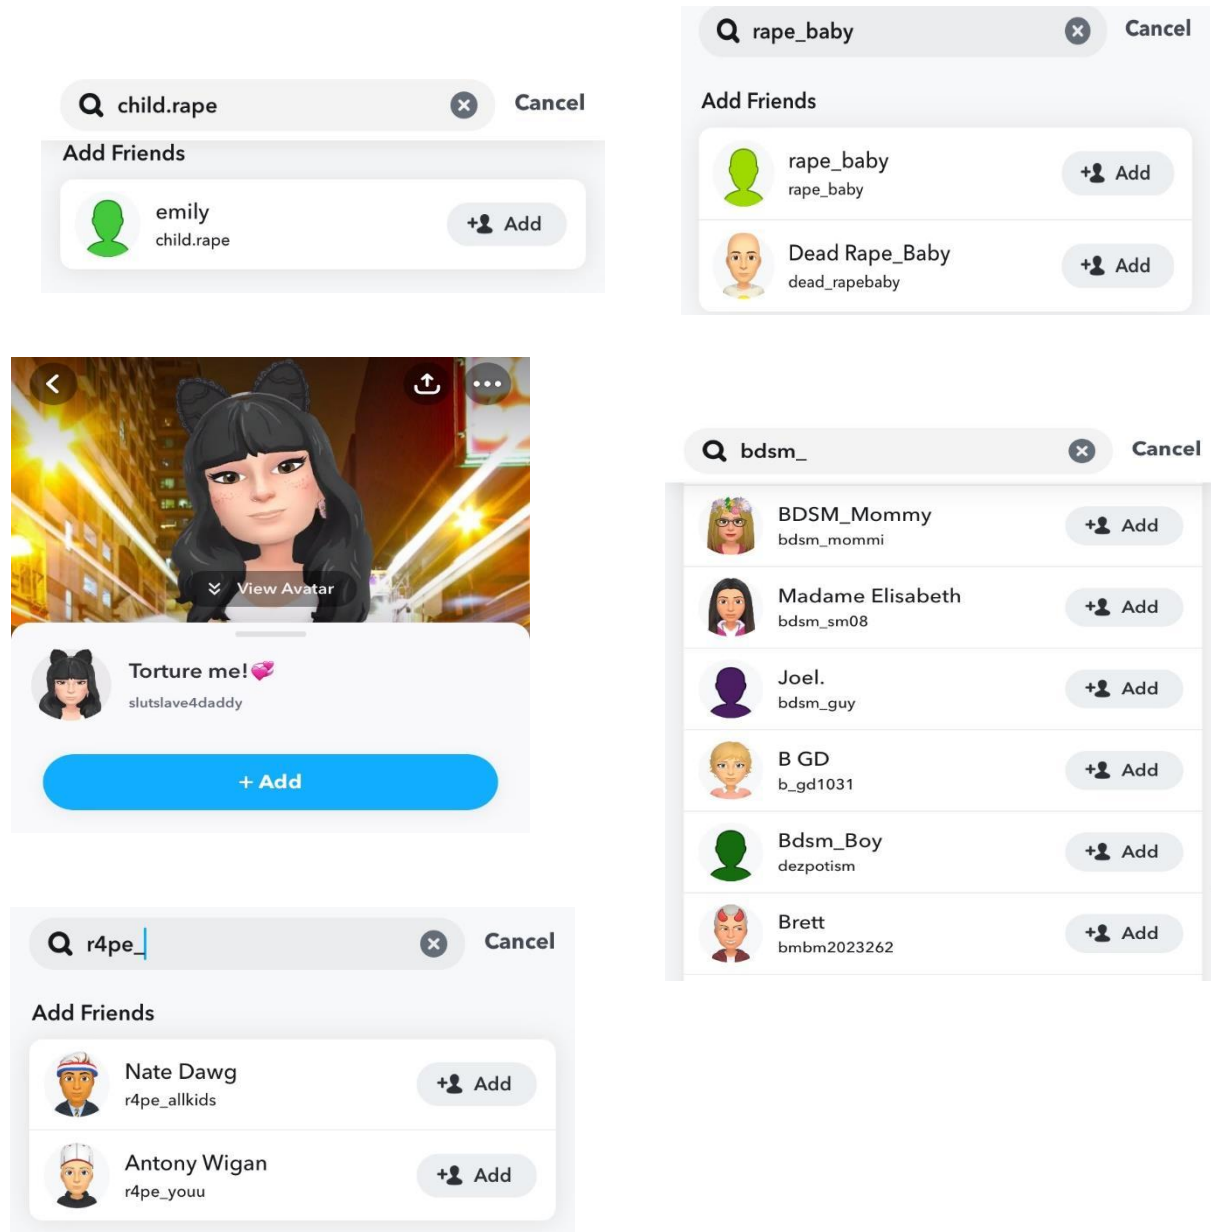 child.rape
Cancel
Add Friends
emily
child.rape
Add
rape_baby
Cancel
Add Friends
rape_baby
rape_baby
Add
Dead Rape_Baby
dead_rapebaby
Add
View Avatar
Torture me!💞
slutslave4daddy
+ Add
bdsm_
Cancel
BDSM_Mommy
bdsm_mommi
Add
Madame Elisabeth
bdsm_sm08
Add
Joel.
bdsm_guy
Add
B GD
b_gd1031
Add
Bdsm_Boy
dezpotism
Add
Brett
bmbm2023262
Add
r4pe_
Cancel
Add Friends
Nate Dawg
r4pe_allkids
Add
Antony Wigan
r4pe_youu
Add